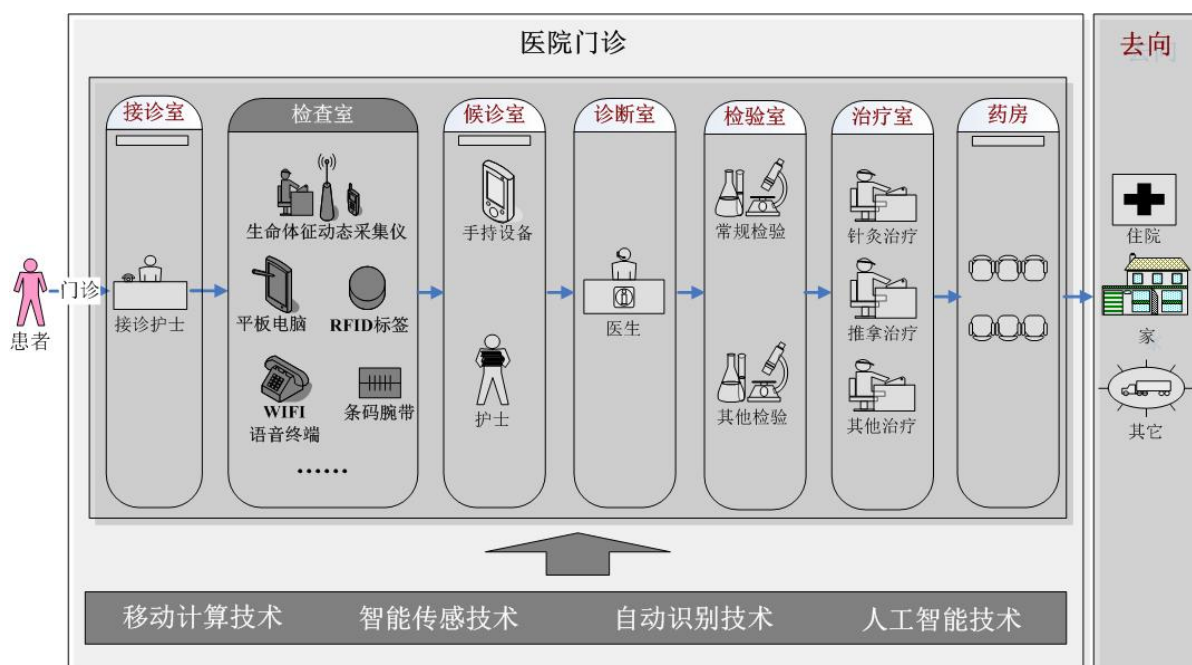 医院门诊
去向
接诊室
检查室
候诊室
诊断室
检验室
治疗室
药房
生命体征动态采集仪
手持设备
常规检验
针灸治疗
住院
门诊
患者
接诊护士
平板电脑
RFID标签
医生
推拿治疗
家
WIFI
语音终端
条码腕带
护士
其他检验
其他治疗
其它
……
移动计算技术
智能传感技术
自动识别技术
人工智能技术